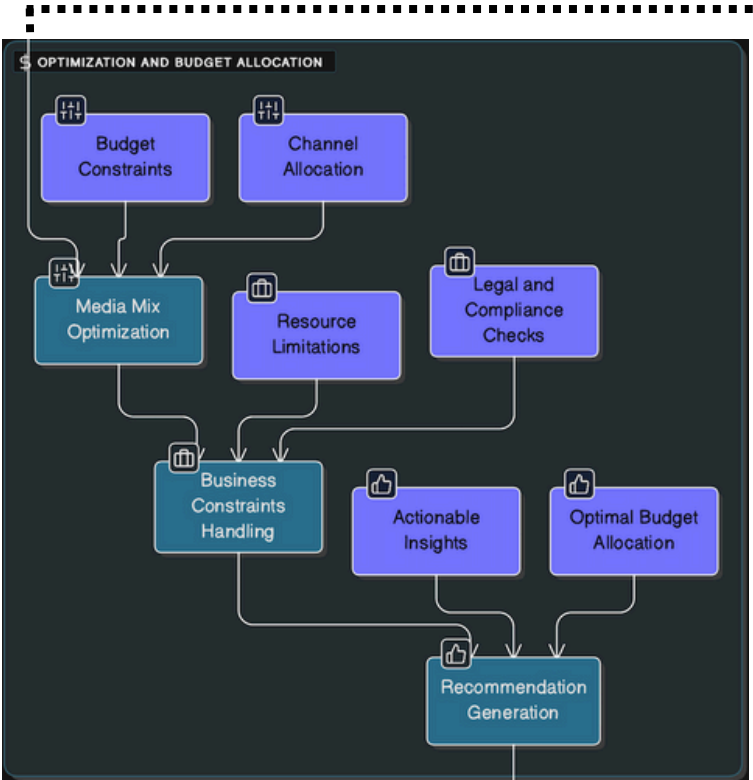 $ OPTIMIZATION AND BUDGET ALLOCATION
Budget
Constraints
Channel
Allocation
Media Mix
Optimization
Resource
Limitations
Legal and
Compliance
Checks
Business
Constraints
Handling
Actionable
Insights
Optimal Budget
Allocation
Recommendation
Generation